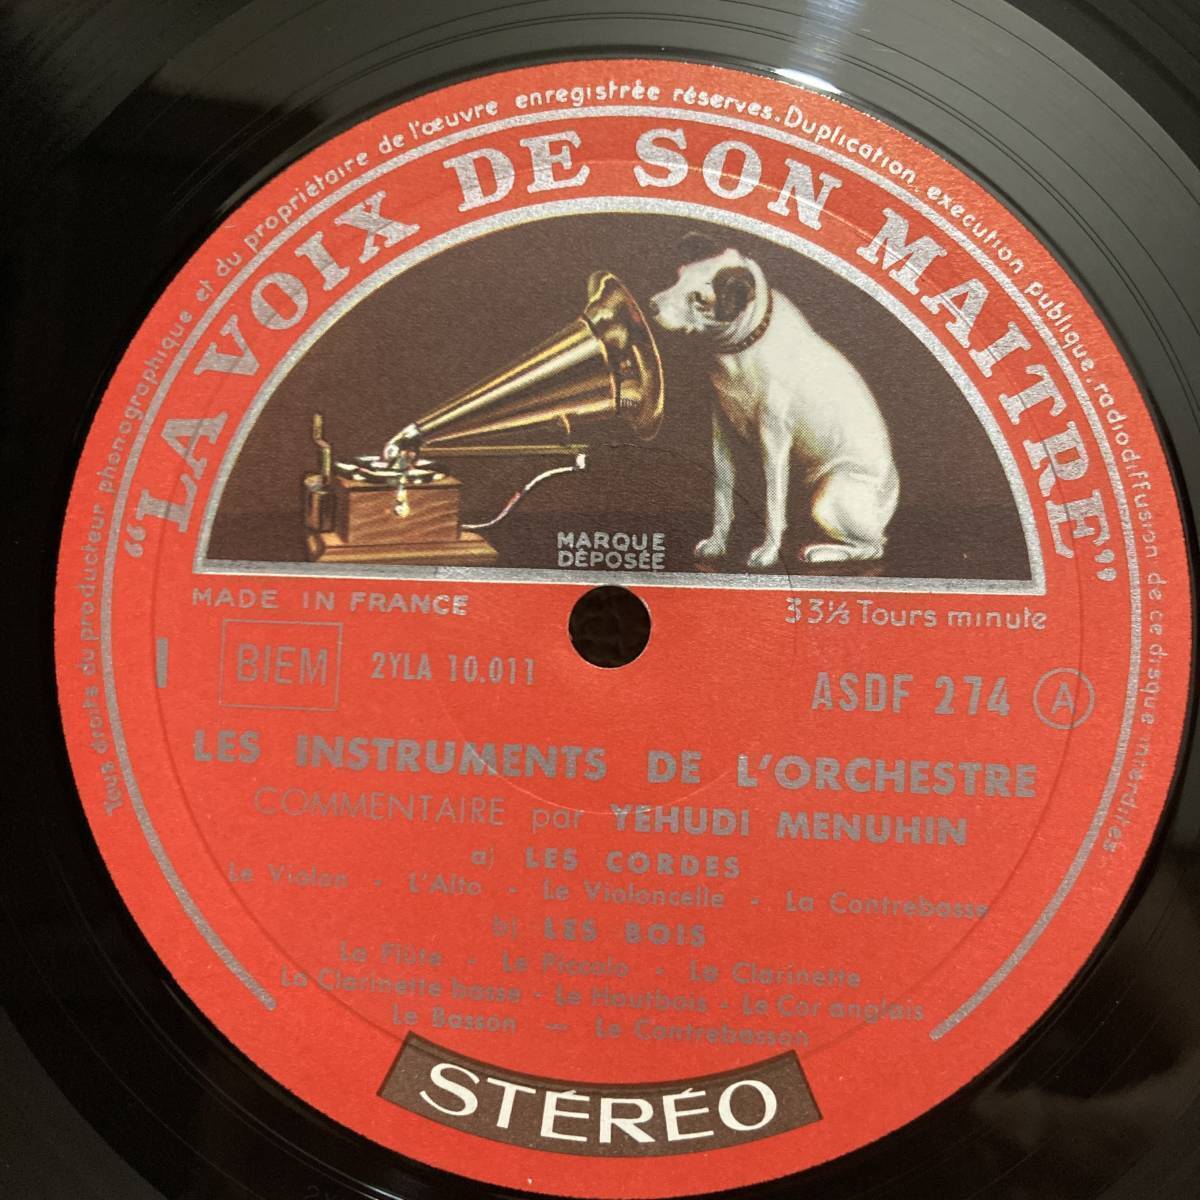 Tous droits du producteur phonographique et du propriétaire de l'œuvre enregistrée réservés. Duplication exécution publique, radiodiffusion de ce disque interdites.
"LA VOIX DE SON MAITRE"
MARQUE
DÉPOSÉE
MADE IN FRANCE
33⅓ Tours minute
I
BIEM
2YLA 10.011
ASDF 274 A
LES INSTRUMENTS DE L'ORCHESTRE
COMMENTAIRE par YEHUDI MENUHIN
a) LES CORDES
Le Violon - L'Alto - Le Violoncelle - La Contrebasse
b) LES BOIS
La Flûte - Le Piccolo - La Clarinette
La Clarinette basse - Le Hautbois - Le Cor anglais
Le Basson — Le Contrebasson
STÉRÉO